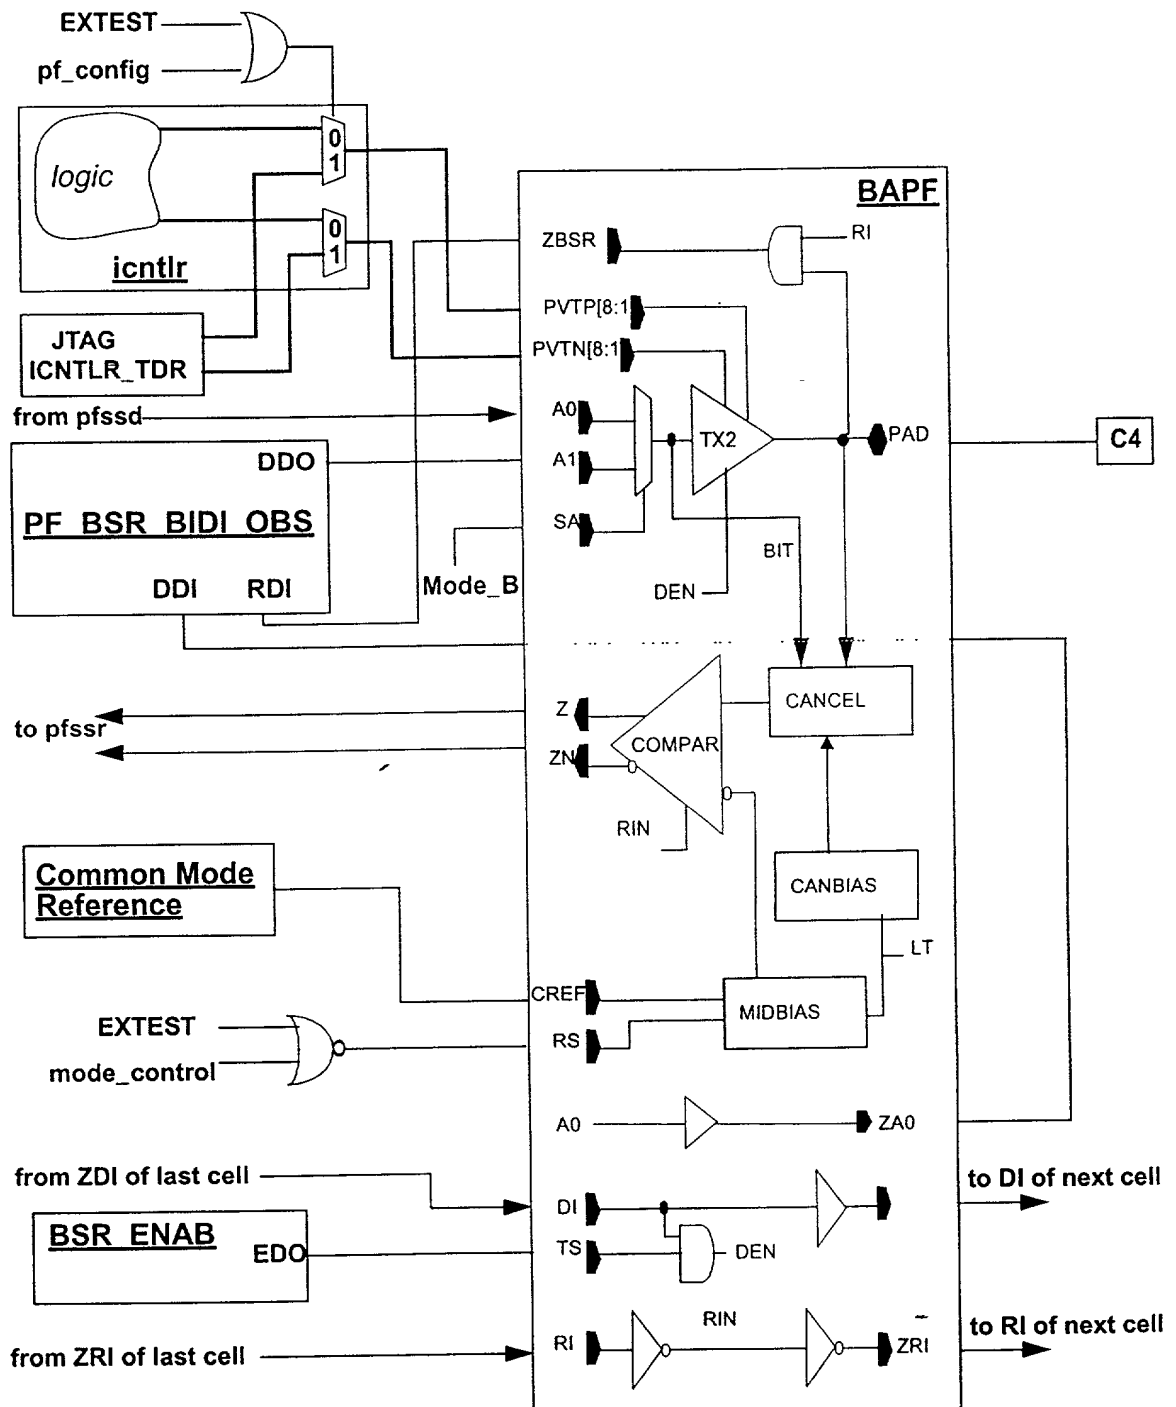 EXTEST
pf_config
0
1
logic
0
1
icntlr
BAPF
ZBSR
RI
PVTP[8:1
PVTN[8:1]
JTAG
ICNTLR_TDR
from pfssd
A0
TX2
PAD
C4
DDO
A1
PF_BSR_BIDI_OBS
SA
BIT
DDI
RDI
Mode_B
DEN
to pfssr
Z
CANCEL
COMPAR
ZN
RIN
Common Mode
Reference
CANBIAS
LT
CREF
MIDBIAS
EXTEST
RS
mode_control
A0
ZA0
from ZDI of last cell
to DI of next cell
DI
BSR_ENAB
EDO
TS
DEN
RIN
to RI of next cell
from ZRI of last cell
RI
ZRI